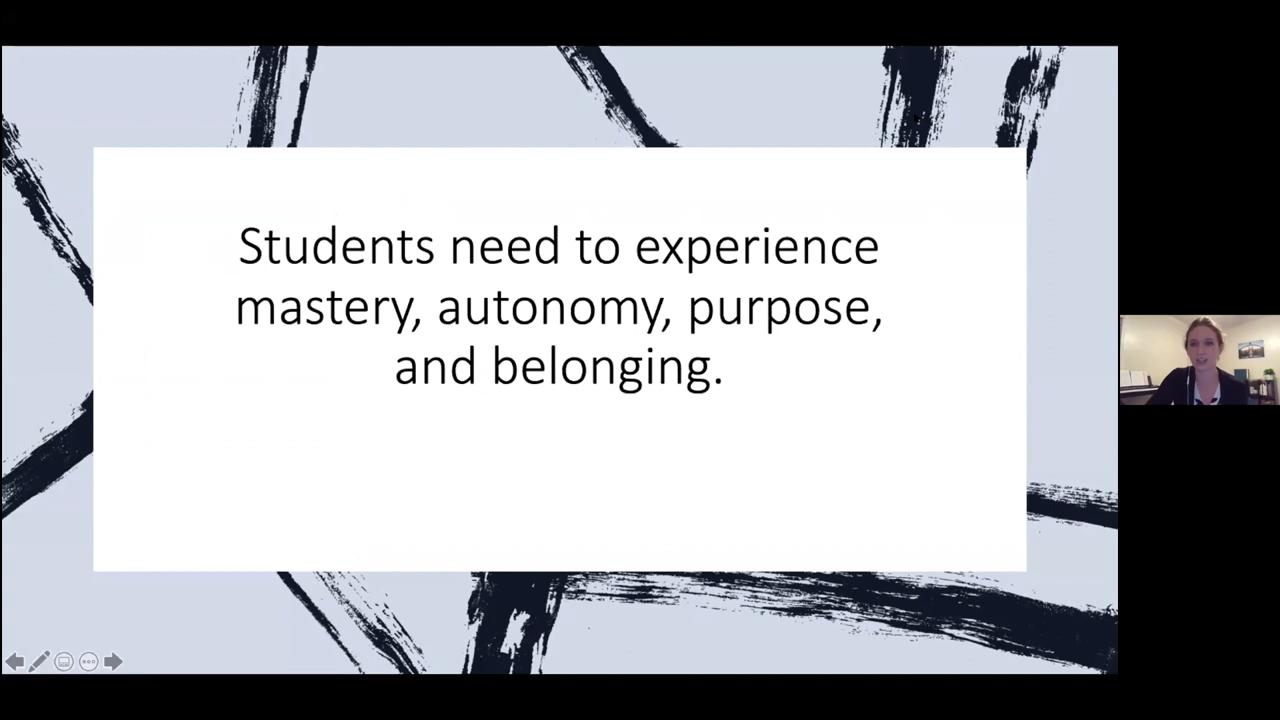 Students need to experience
mastery, autonomy, purpose,
and belonging.